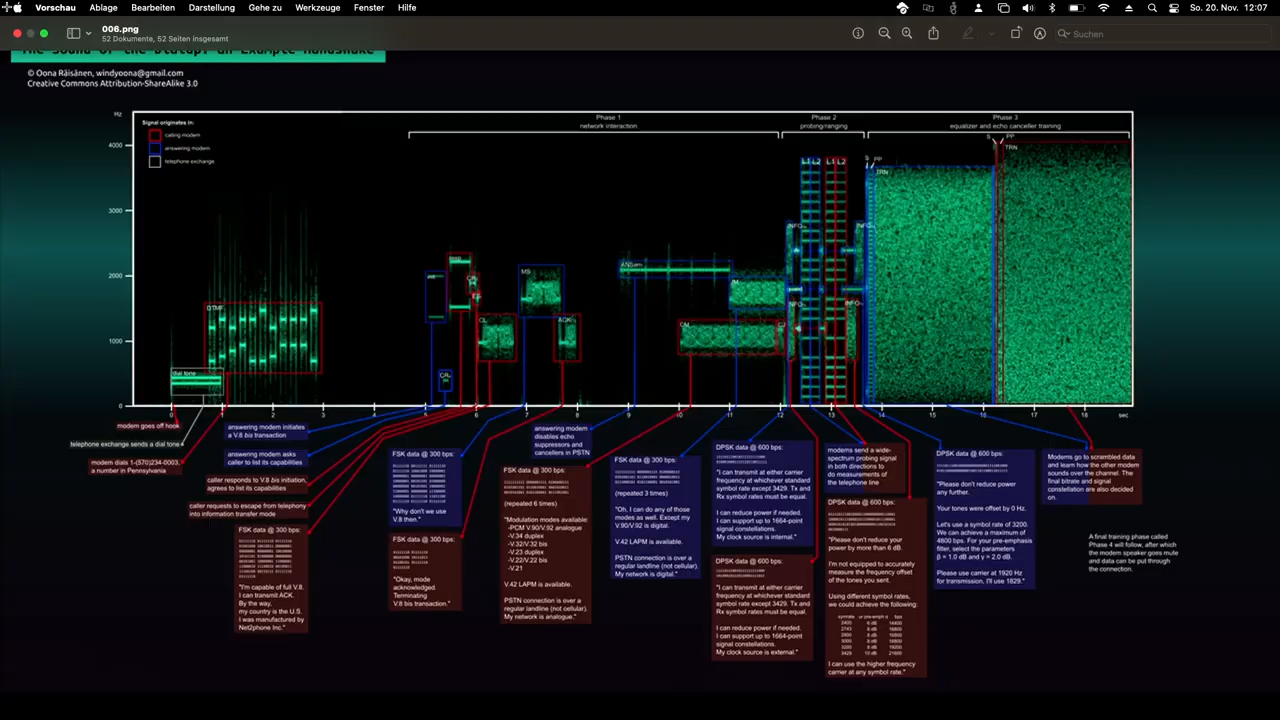 Vorschau Ablage Bearbeiten Darstellung Gehe zu Werkzeuge Fenster Hilfe
So. 20. Nov. 12:07
006.png
52 Dokumente, 52 Seiten insgesamt
Suchen
The Sound of the Dialup: an Example Handshake
© Oona Räisänen, windyoona@gmail.com
Creative Commons Attribution-ShareAlike 3.0
Hz
Signal originates in:
calling modem
answering modem
telephone exchange
Phase 1
network interaction
Phase 2
probing/ranging
Phase 3
equalizer and echo canceller training
4000
3000
2000
1000
0
DTMF
dial tone
CL
MS
ACK
ANSam
CM
L1 L2
L1 L2
S PP
TRN
S PP
TRN
0 1 2 3 4 5 6 7 8 9 10 11 12 13 14 15 16 17 18 sec
modem goes off hook
telephone exchange sends a dial tone
modem dials 1-(570)234-0003,
a number in Pennsylvania
answering modem initiates
a V.8 bis transaction
answering modem asks
caller to list its capabilities
caller responds to V.8 bis initiation,
agrees to list its capabilities
caller requests to escape from telephony
into information transfer mode
FSK data @ 300 bps:
"I'm capable of full V.8.
I can transmit ACK.
By the way,
my country is the U.S.
I was manufactured by
Net2phone Inc."
FSK data @ 300 bps:
"Why don't we use
V.8 then."
FSK data @ 300 bps:
"Okay, mode
acknowledged.
Terminating
V.8 bis transaction."
answering modem
disables echo
suppressors and
cancellers in PSTN
FSK data @ 300 bps:
(repeated 6 times)
"Modulation modes available:
-PCM V.90/V.92 analogue
-V.34 duplex
-V.32/V.32 bis
-V.23 duplex
-V.22/V.22 bis
-V.21
V.42 LAPM is available.
PSTN connection is over a
regular landline (not cellular).
My network is analogue."
FSK data @ 300 bps:
(repeated 3 times)
"Oh, I can do any of those
modes as well. Except my
V.90/V.92 is digital.
V.42 LAPM is available.
PSTN connection is over a
regular landline (not cellular).
My network is digital."
DPSK data @ 600 bps:
"I can transmit at either carrier
frequency at whichever standard
symbol rate except 3429. Tx and
Rx symbol rates must be equal.
I can reduce power if needed.
I can support up to 1664-point
signal constellations.
My clock source is internal."
DPSK data @ 600 bps:
"I can transmit at either carrier
frequency at whichever standard
symbol rate except 3429. Tx and
Rx symbol rates must be equal.
I can reduce power if needed.
I can support up to 1664-point
signal constellations.
My clock source is external."
modems send a wide-
spectrum probing signal
in both directions to
do measurements of
the telephone line
DPSK data @ 600 bps:
"Please don't reduce your
power by more than 6 dB.
I'm not equipped to accurately
measure the frequency offset
of the tones you sent.
Using different symbol rates,
we could achieve the following:
I can use the higher frequency
carrier at any symbol rate."
DPSK data @ 600 bps:
"Please don't reduce power
any further.
Your tones were offset by 0 Hz.
Let's use a symbol rate of 3200.
We can achieve a maximum of
4800 bps. For your pre-emphasis
filter, select the parameters
β = 1.0 dB and γ = 2.0 dB.
Please use carrier at 1920 Hz
for transmission, I'll use 1829."
Modems go to scrambled data
and learn how the other modem
sounds over the channel. The
final bitrate and signal
constellation are also decided
on.
A final training phase called
Phase 4 will follow, after which
the modem speaker goes mute
and data can be put through
the connection.